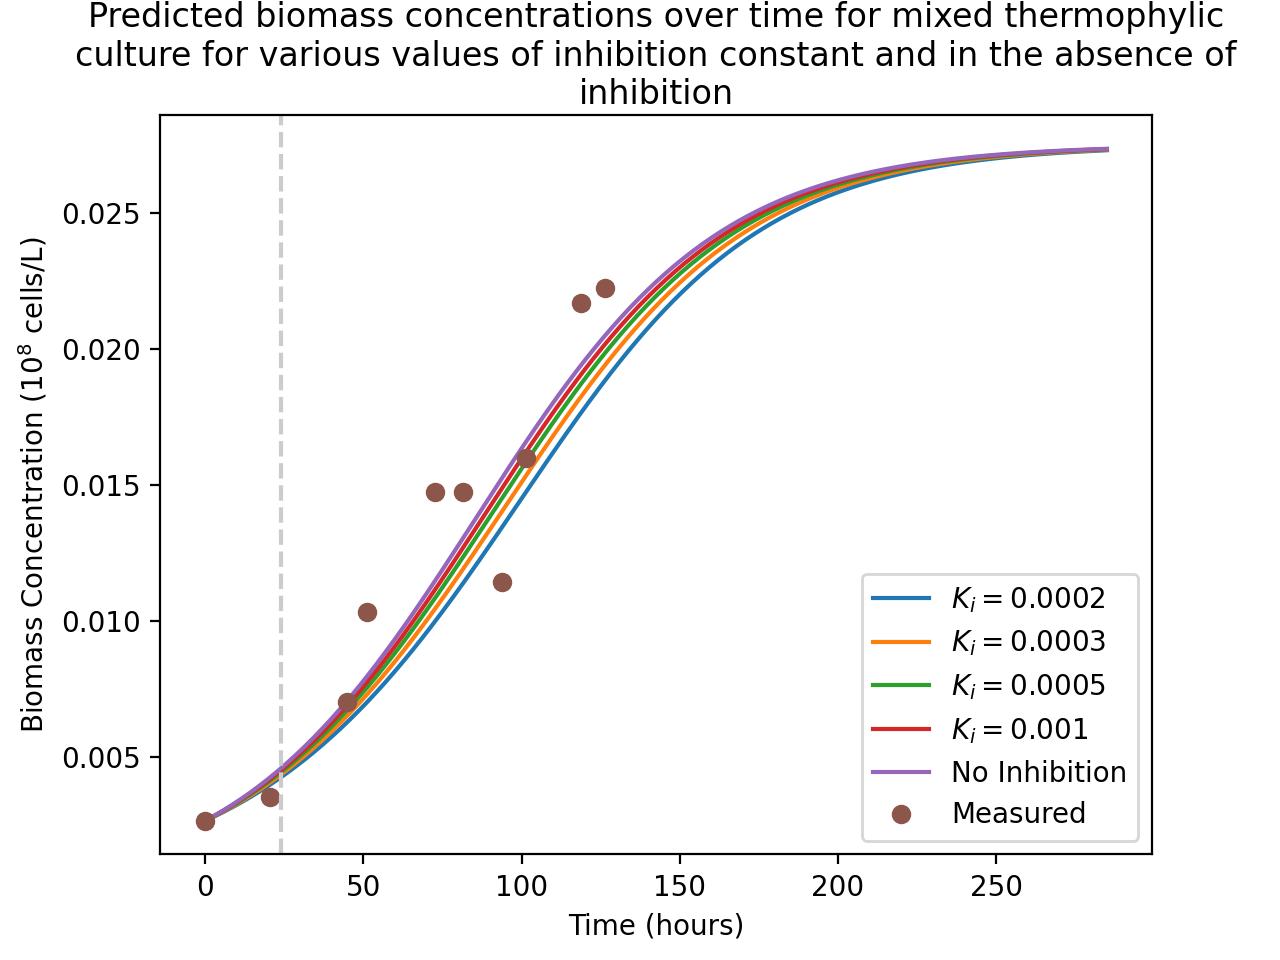 Predicted biomass concentrations over time for mixed thermophylic
culture for various values of inhibition constant and in the absence of
inhibition
Biomass Concentration (10⁸ cells/L)
0.025
0.020
0.015
0.010
0.005
0 50 100 150 200 250
Time (hours)
Kᵢ = 0.0002
Kᵢ = 0.0003
Kᵢ = 0.0005
Kᵢ = 0.001
No Inhibition
Measured